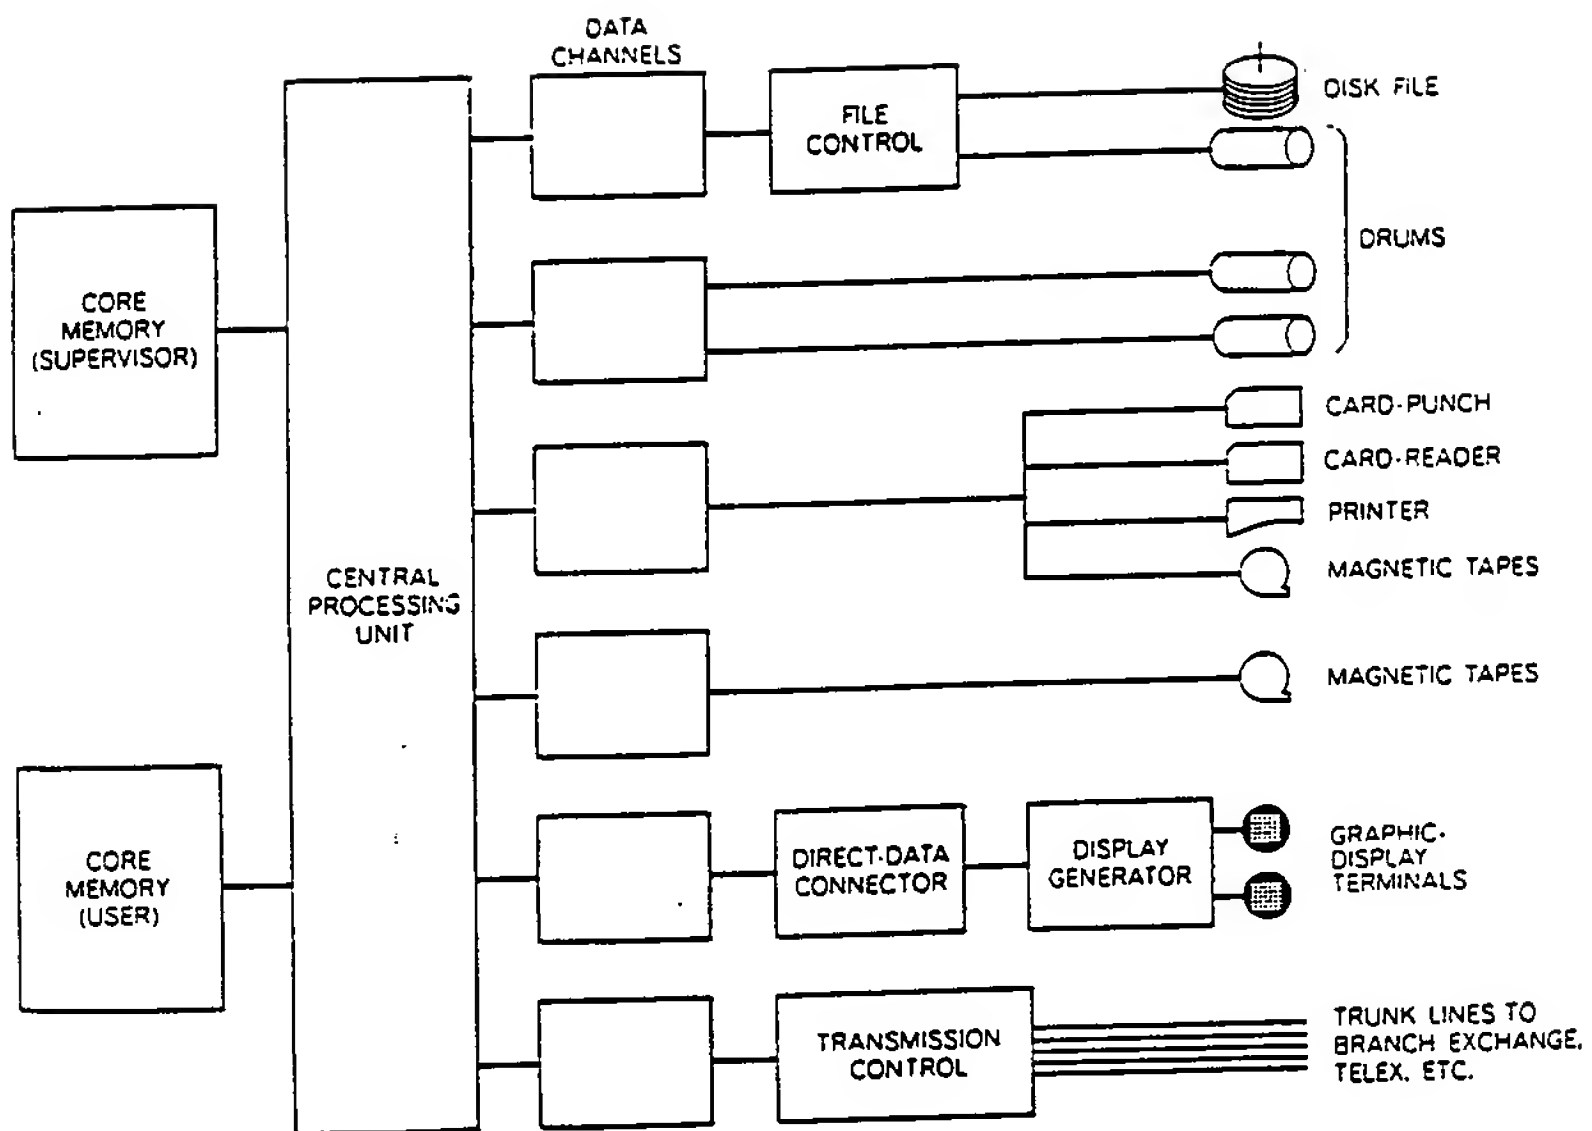 DATA
CHANNELS
FILE
CONTROL
DISK FILE
DRUMS
CORE
MEMORY
(SUPERVISOR)
CARD-PUNCH
CARD-READER
PRINTER
MAGNETIC TAPES
CENTRAL
PROCESSING
UNIT
MAGNETIC TAPES
CORE
MEMORY
(USER)
DIRECT-DATA
CONNECTOR
DISPLAY
GENERATOR
GRAPHIC-
DISPLAY
TERMINALS
TRANSMISSION
CONTROL
TRUNK LINES TO
BRANCH EXCHANGE,
TELEX, ETC.